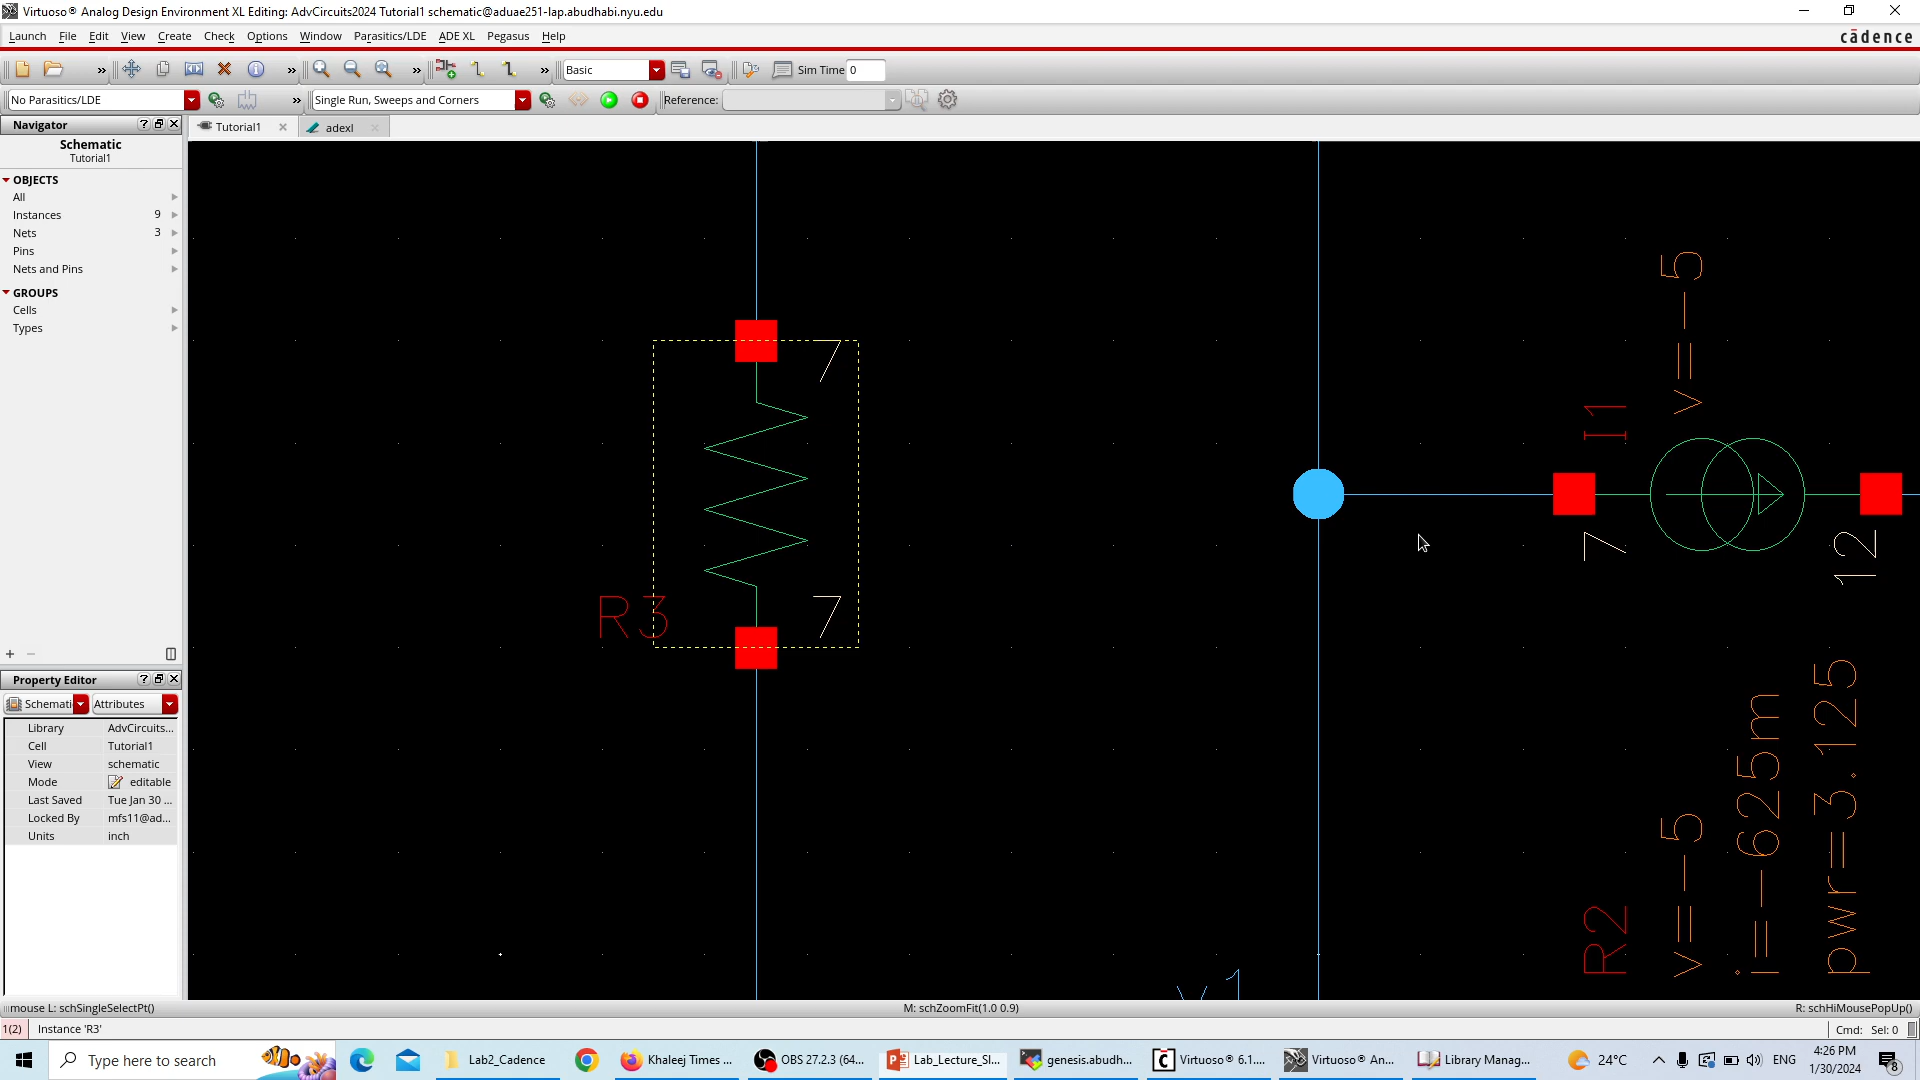 Virtuoso® Analog Design Environment XL Editing: AdvCircuits2024 Tutorial1 schematic@aduae251-lap.abudhabi.nyu.edu
Launch File Edit View Create Check Options Window Parasitics/LDE ADE XL Pegasus Help
cādence
Basic
Sim Time 0
No Parasitics/LDE
Single Run, Sweeps and Corners
Reference:
Navigator
Tutorial1
adexl
Schematic
Tutorial1
OBJECTS
All
Instances 9
Nets 3
Pins
Nets and Pins
GROUPS
Cells
Types
Property Editor
Schemati
Attributes
Library AdvCircuits...
Cell Tutorial1
View schematic
Mode editable
Last Saved Tue Jan 30 ...
Locked By mfs11@ad...
Units inch
7
R3
7
v=-5
I1
7
12
R2
v=-5
i=-625m
pwr=3.125
mouse L: schSingleSelectPt()
M: schZoomFit(1.0 0.9)
R: schHiMousePopUp()
1(2) Instance 'R3'
Cmd: Sel: 0
Type here to search
Lab2_Cadence
Khaleej Times ...
OBS 27.2.3 (64...
Lab_Lecture_Sl...
genesis.abudh...
Virtuoso® 6.1....
Virtuoso® An...
Library Manag...
24°C
ENG
4:26 PM
1/30/2024
8